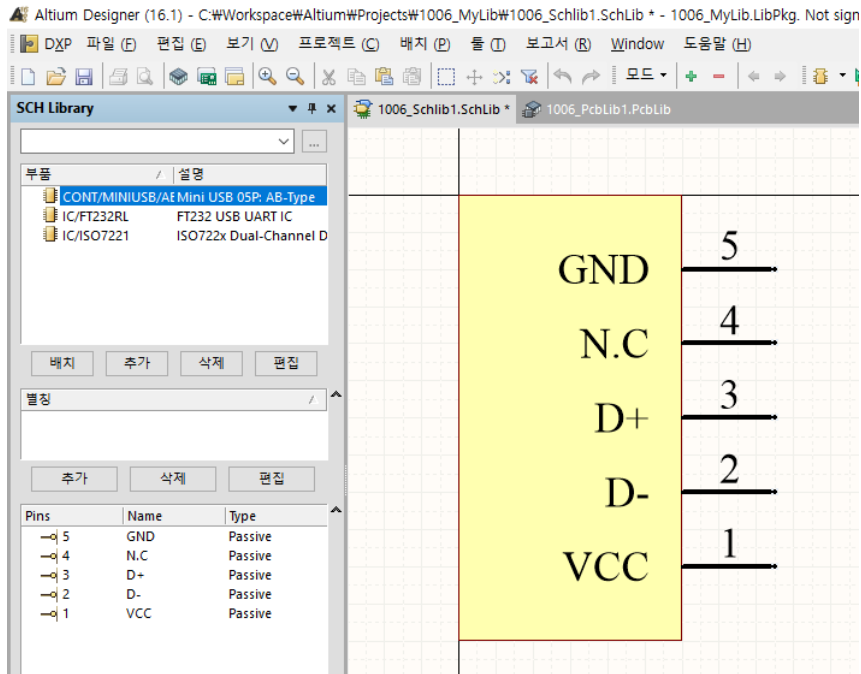 Altium Designer (16.1) - C:₩Workspace₩Altium₩Projects₩1006_MyLib₩1006_Schlib1.SchLib * - 1006_MyLib.LibPkg. Not sign
DXP 파일 (F) 편집 (E) 보기 (V) 프로젝트 (C) 배치 (P) 툴 (T) 보고서 (R) Window 도움말 (H)
모드
SCH Library
1006_Schlib1.SchLib * 1006_PcbLib1.PcbLib
...
부품 설명
CONT/MINIUSB/AE Mini USB 05P: AB-Type
IC/FT232RL FT232 USB UART IC
IC/ISO7221 ISO722x Dual-Channel D
배치 추가 삭제 편집
별칭
추가 삭제 편집
Pins Name Type
5 GND Passive
4 N.C Passive
3 D+ Passive
2 D- Passive
1 VCC Passive
GND 5
N.C 4
D+ 3
D- 2
VCC 1